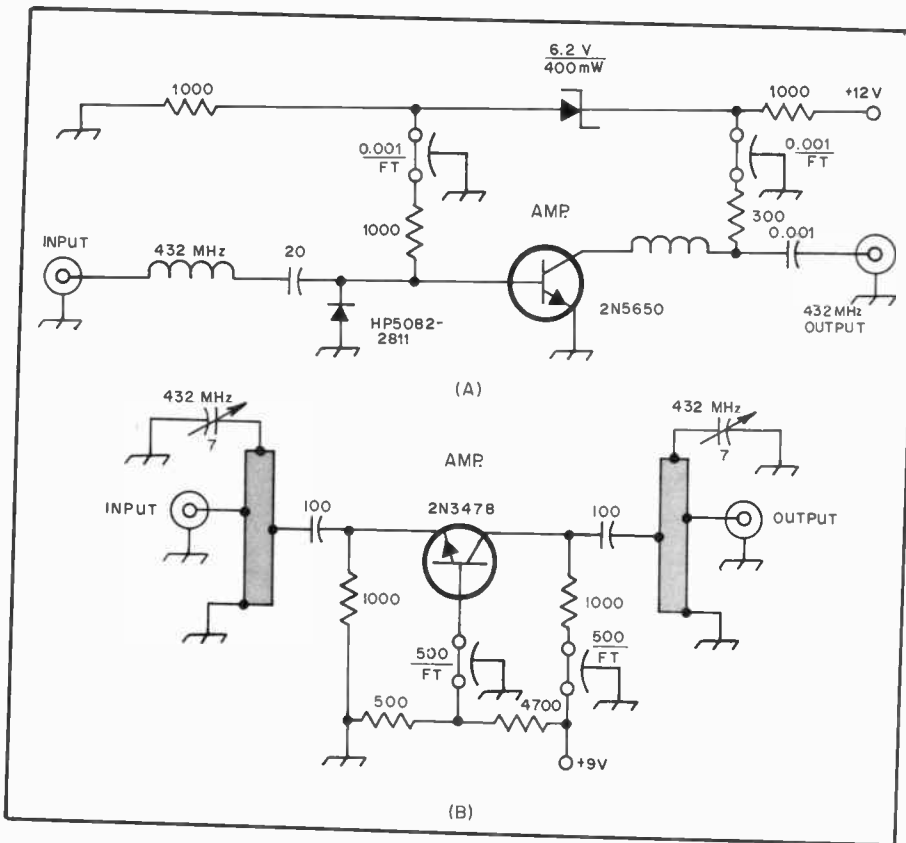 6.2 V
400mW
1000
1000
+12V
0.001
FT
0.001
FT
AMP.
1000
300
0.001
INPUT
432 MHz
20
HP5082-
2811
2N5650
432MHz
OUTPUT
(A)
432 MHz
7
432 MHz
7
AMP.
INPUT
100
2N3478
100
OUTPUT
1000
1000
500
FT
500
FT
500
4700
+9V
(B)